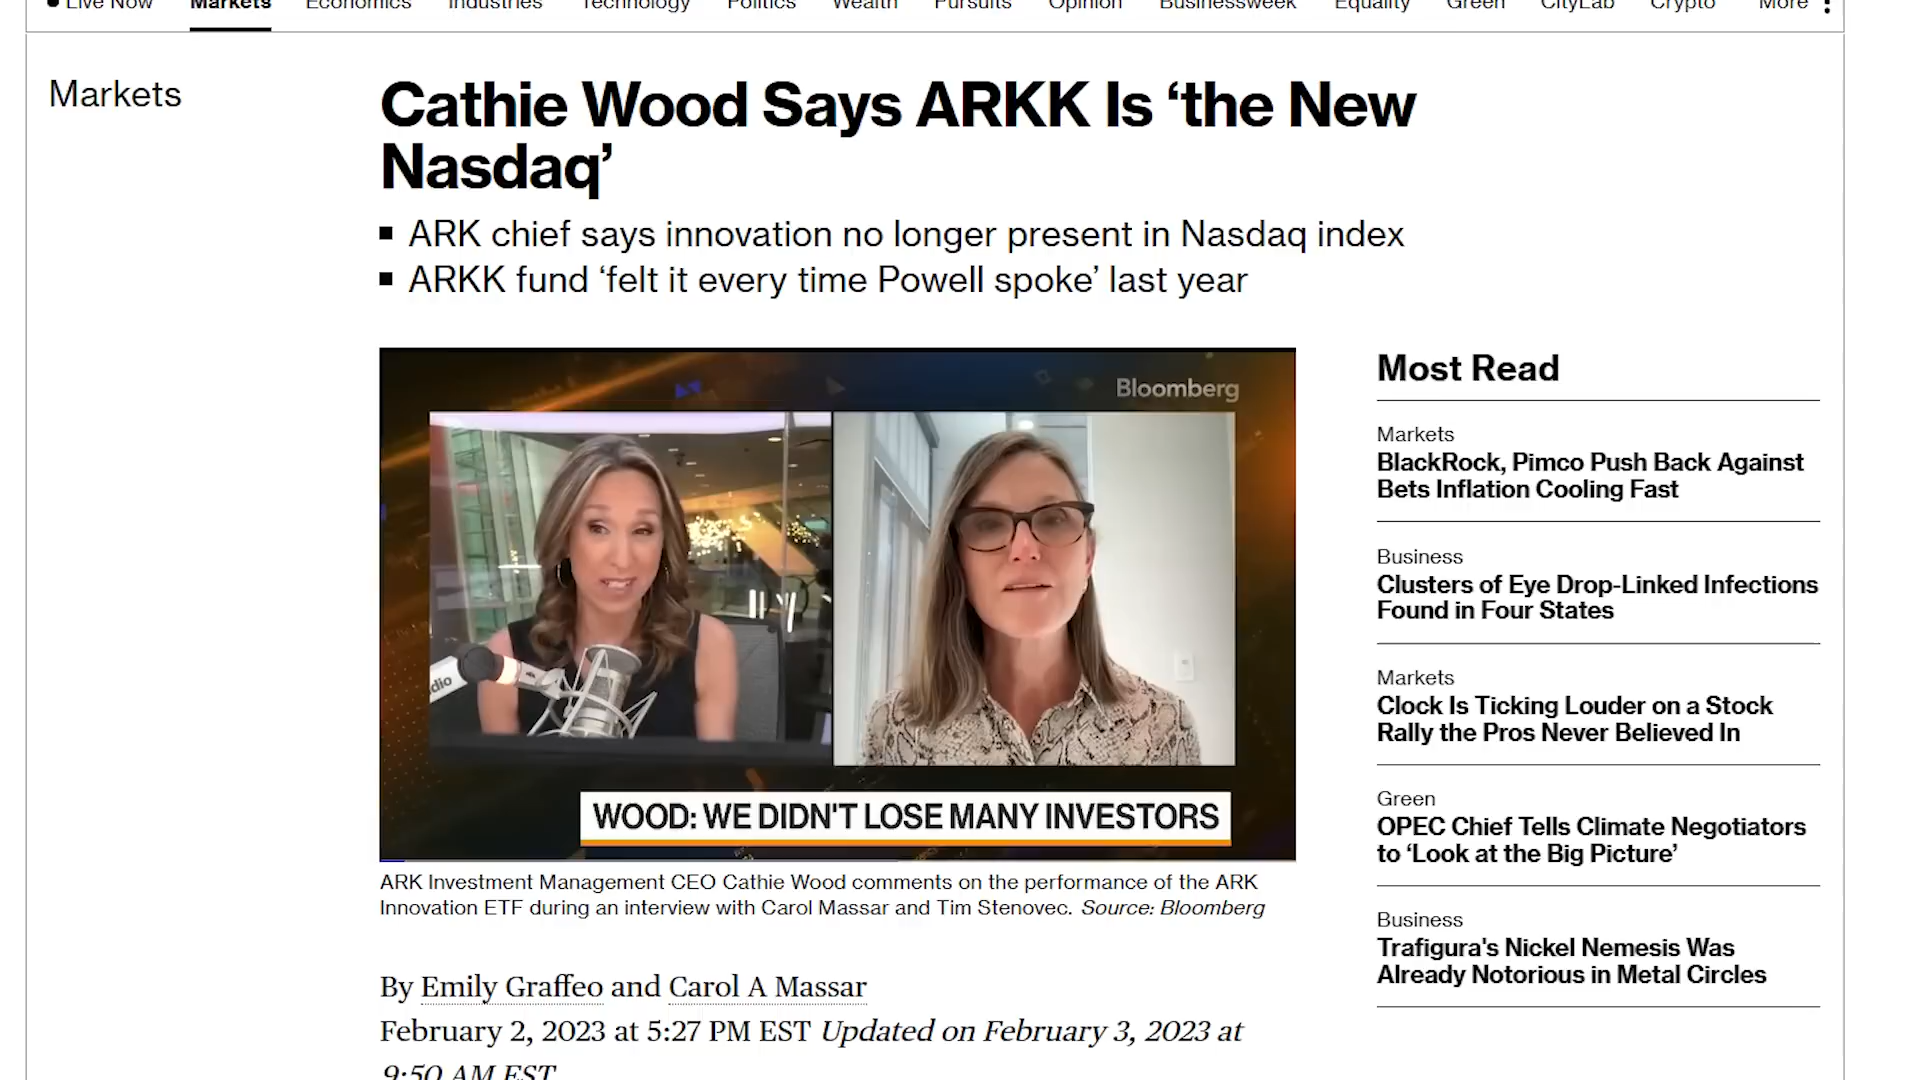 Live Now Markets Economics Industries Technology Politics Wealth Pursuits Opinion Businessweek Equality Green CityLab Crypto More
Markets
Cathie Wood Says ARKK Is ‘the New
Nasdaq’
ARK chief says innovation no longer present in Nasdaq index
ARKK fund ‘felt it every time Powell spoke’ last year
Bloomberg
dio
WOOD: WE DIDN'T LOSE MANY INVESTORS
ARK Investment Management CEO Cathie Wood comments on the performance of the ARK
Innovation ETF during an interview with Carol Massar and Tim Stenovec. Source: Bloomberg
By Emily Graffeo and Carol A Massar
February 2, 2023 at 5:27 PM EST Updated on February 3, 2023 at
9:50 AM EST
Most Read
Markets
BlackRock, Pimco Push Back Against
Bets Inflation Cooling Fast
Business
Clusters of Eye Drop-Linked Infections
Found in Four States
Markets
Clock Is Ticking Louder on a Stock
Rally the Pros Never Believed In
Green
OPEC Chief Tells Climate Negotiators
to ‘Look at the Big Picture’
Business
Trafigura's Nickel Nemesis Was
Already Notorious in Metal Circles